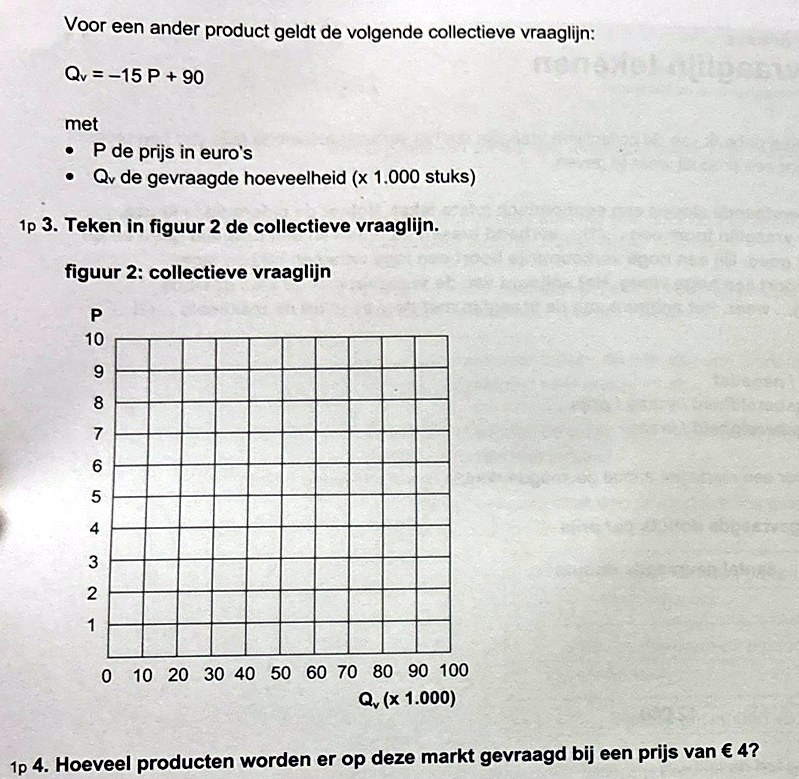 Voor een ander product geldt de volgende collectieve vraaglijn:
Qv = –15 P + 90
met
• P de prijs in euro's
• Qv de gevraagde hoeveelheid (x 1.000 stuks)
1p 3. Teken in figuur 2 de collectieve vraaglijn.
figuur 2: collectieve vraaglijn
P
10
9
8
7
6
5
4
3
2
1
0 10 20 30 40 50 60 70 80 90 100
Qv (x 1.000)
1p 4. Hoeveel producten worden er op deze markt gevraagd bij een prijs van € 4?